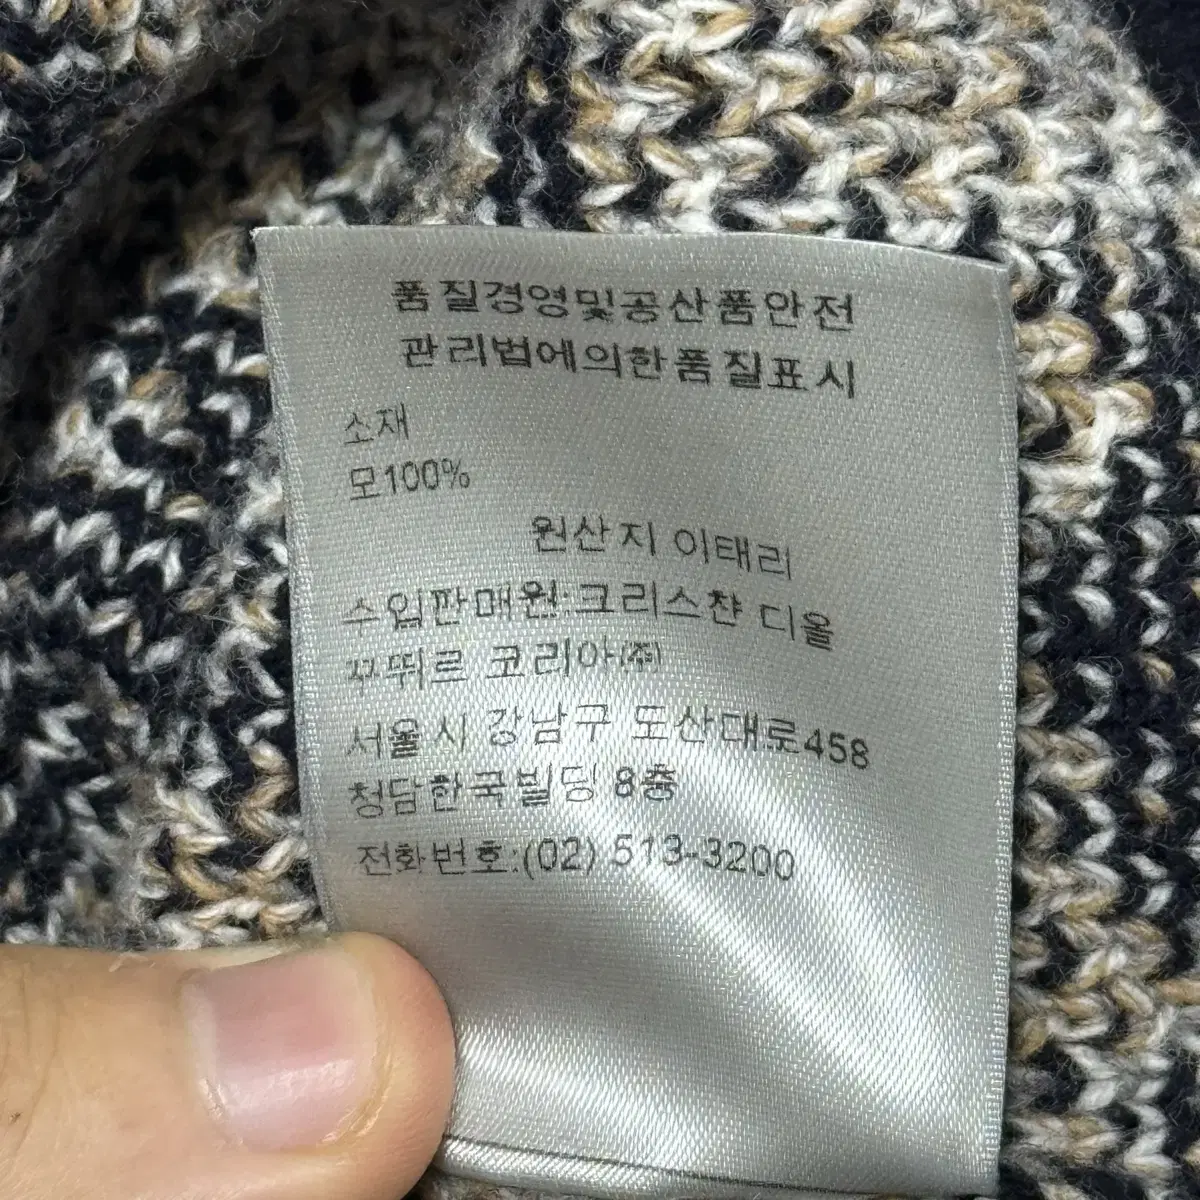 품질경영및공산품안전
관리법에의한품질표시
소재
모100%
원산지 이태리
수입판매원:크리스챤 디올
꾸뛰르 코리아(주)
서울시 강남구 도산대로458
청담한국빌딩 8층
전화번호:(02) 513-3200